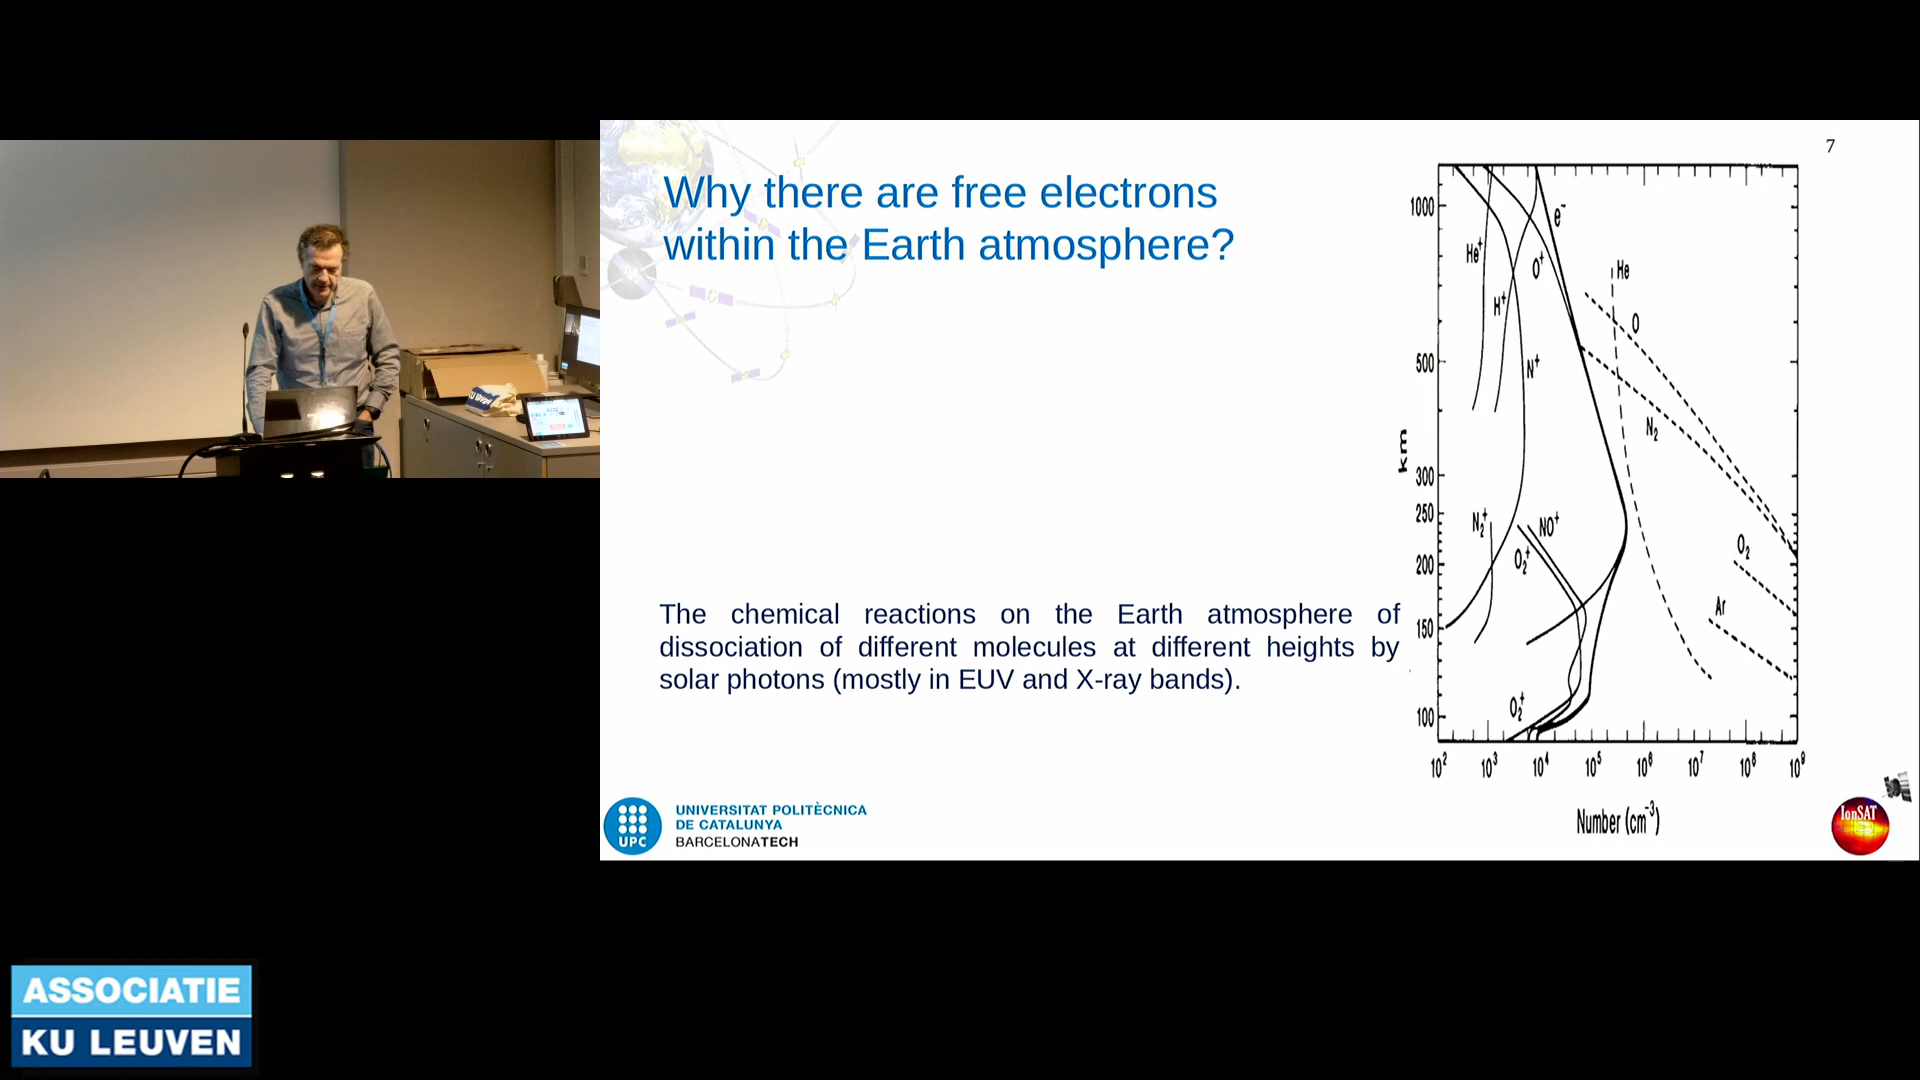 7
Why there are free electrons
within the Earth atmosphere?
The chemical reactions on the Earth atmosphere of
dissociation of different molecules at different heights by
solar photons (mostly in EUV and X-ray bands).
1000
500
300
250
200
150
100
km
e⁻
He⁺
O⁺
He
H⁺
O
N⁺
N₂
N₂⁺
NO⁺
O₂⁺
O₂
Ar
O₂⁺
10² 10³ 10⁴ 10⁵ 10⁶ 10⁷ 10⁸ 10⁹
Number (cm⁻³)
UPC
UNIVERSITAT POLITÈCNICA
DE CATALUNYA
BARCELONATECH
IonSAT
ASSOCIATIE
KU LEUVEN